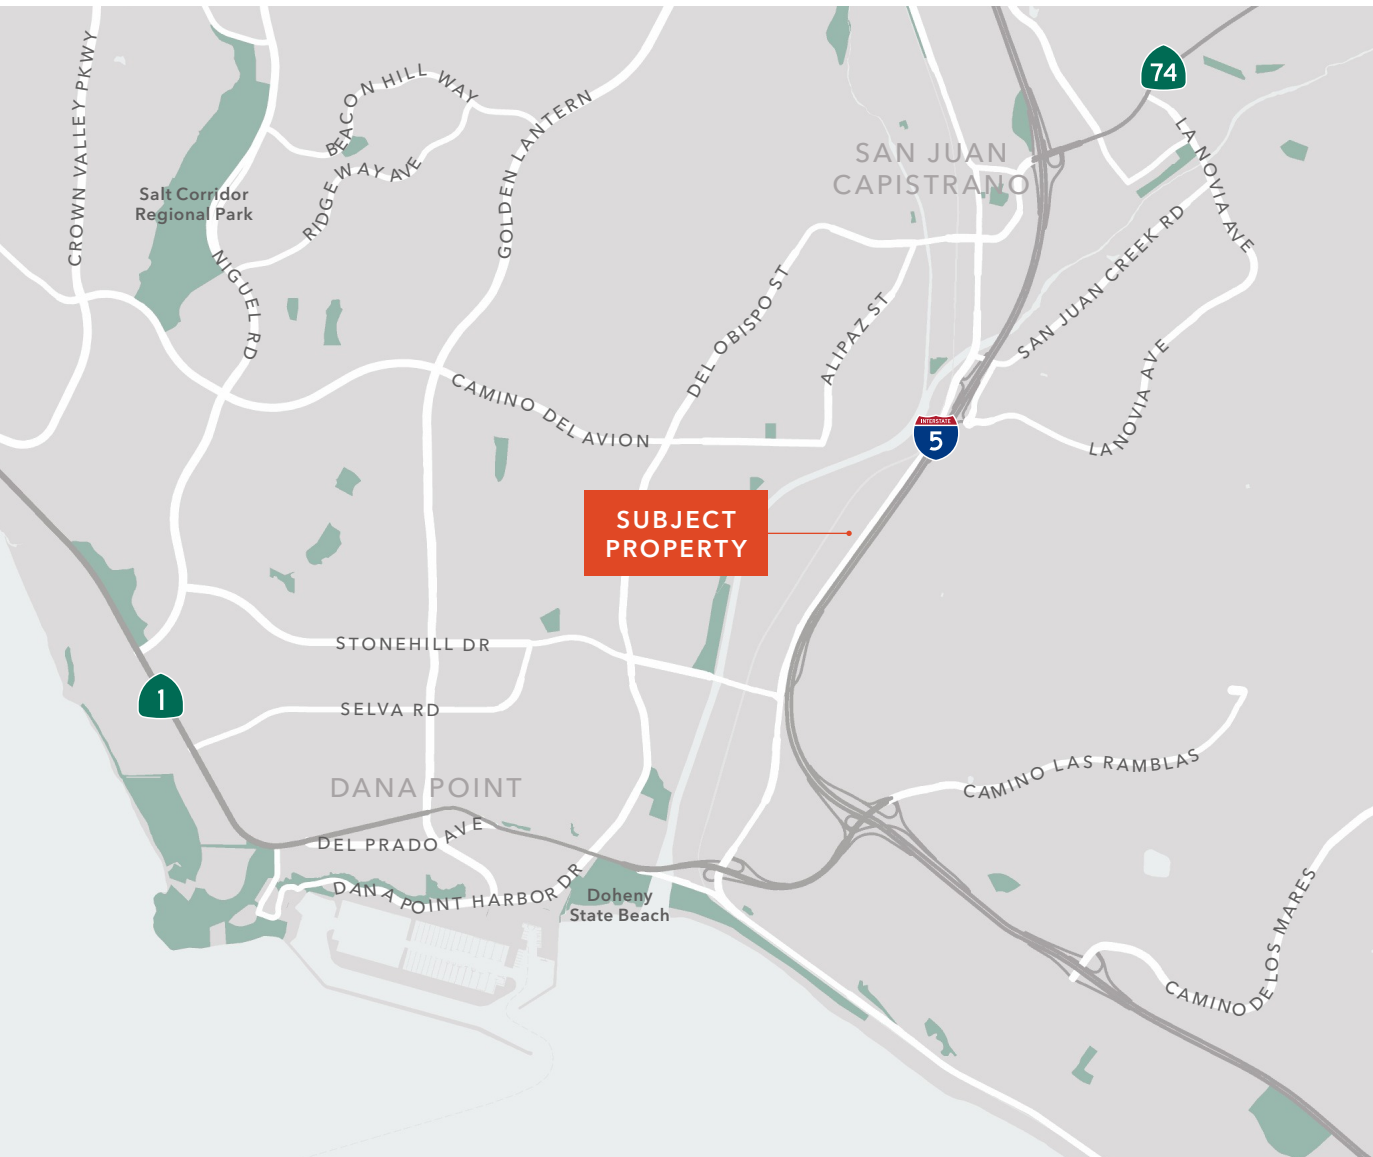 CROWN VALLEY PKWY
BEACON HILL WAY
GOLDEN LANTERN
74
LA NOVIA AVE
SAN JUAN
CAPISTRANO
RIDGEWAY AVE
Salt Corridor
Regional Park
NIGUEL RD
SAN JUAN CREEK RD
DEL OBISPO ST
ALIPAZ ST
LA NOVIA AVE
CAMINO DEL AVION
INTERSTATE
5
SUBJECT
PROPERTY
STONEHILL DR
1
SELVA RD
DANA POINT
CAMINO LAS RAMBLAS
DEL PRADO AVE
DANA POINT HARBOR DR
Doheny
State Beach
CAMINO DE LOS MARES